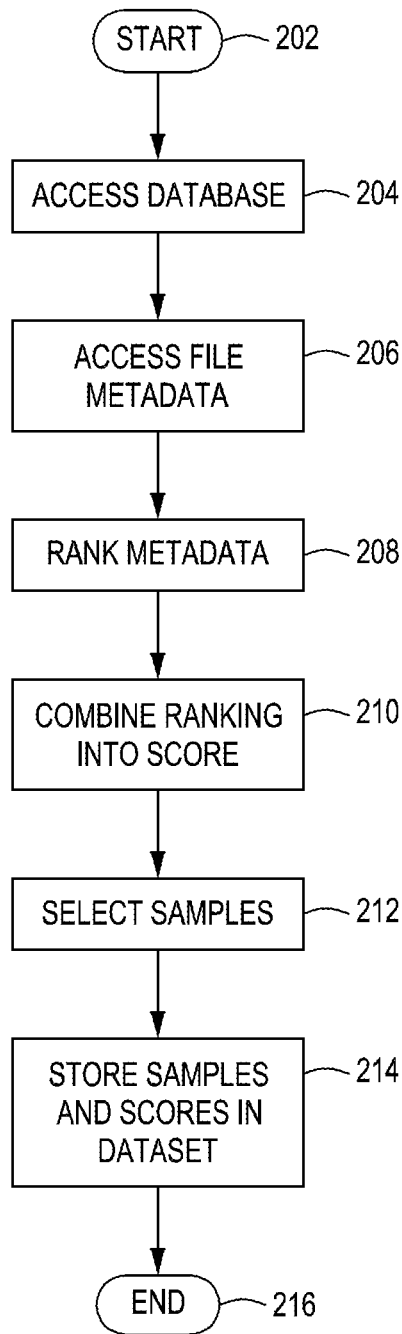 START 202
ACCESS DATABASE 204
ACCESS FILE 206
METADATA
RANK METADATA 208
COMBINE RANKING 210
INTO SCORE
SELECT SAMPLES 212
STORE SAMPLES 214
AND SCORES IN
DATASET
END 216